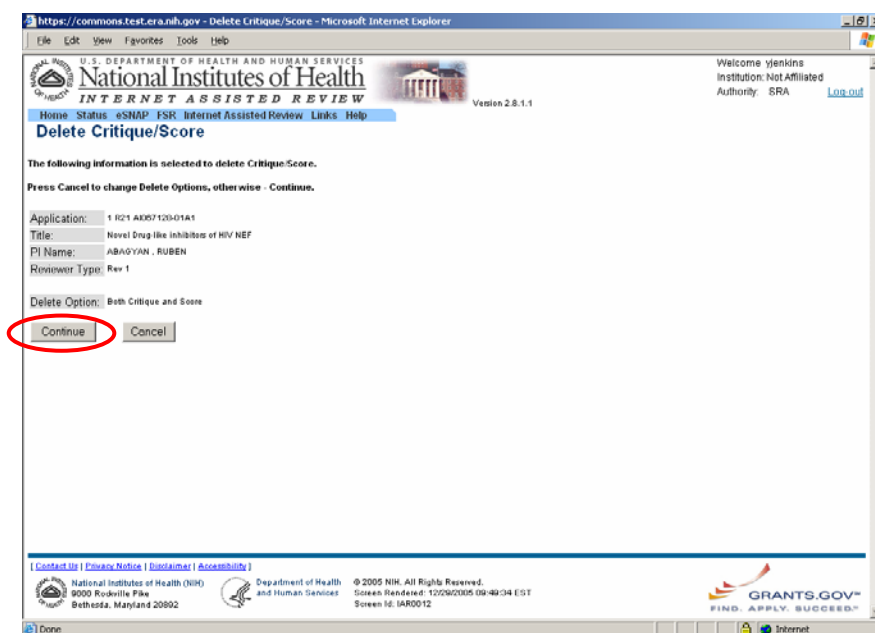 https://commons.test.era.nih.gov - Delete Critique/Score - Microsoft Internet Explorer
File Edit View Favorites Tools Help
U.S. DEPARTMENT OF HEALTH AND HUMAN SERVICES
National Institutes of Health
INTERNET ASSISTED REVIEW
Version 2.8.1.1
Welcome yjenkins
Institution: Not Affiliated
Authority: SRA Log-out
Home Status eSNAP FSR Internet Assisted Review Links Help
Delete Critique/Score
The following information is selected to delete Critique/Score.
Press Cancel to change Delete Options, otherwise - Continue.
Application: 1 R21 AI067120-01A1
Title: Novel Drug-like inhibitors of HIV NEF
PI Name: ABAGYAN , RUBEN
Reviewer Type: Rev 1
Delete Option: Both Critique and Score
Continue Cancel
[ Contact Us | Privacy Notice | Disclaimer | Accessibility ]
National Institutes of Health (NIH)
9000 Rockville Pike
Bethesda, Maryland 20892
Department of Health
and Human Services
© 2005 NIH. All Rights Reserved.
Screen Rendered: 12/29/2005 09:49:34 EST
Screen Id: IAR0012
GRANTS.GOV℠
FIND. APPLY. SUCCEED.℠
Done Internet